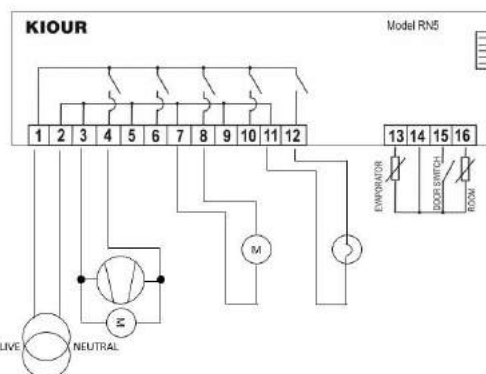 KIOUR
Model RN5
1 2 3 4 5 6 7 8 9 10 11 12
13 14 15 16
EVAPORATOR
DOOR SWITCH
ROOM
M
M
LIVE
NEUTRAL